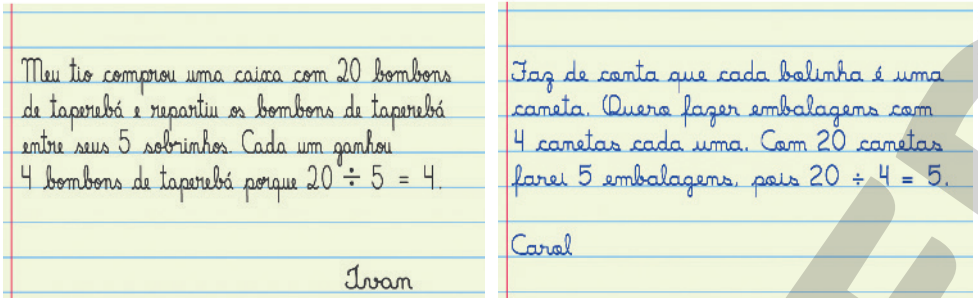 Meu tio comprou uma caixa com 20 bombons
de taperebá e repartiu os bombons de taperebá
entre seus 5 sobrinhos. Cada um ganhou
4 bombons de taperebá porque 20 ÷ 5 = 4.
Ivan
Faz de conta que cada bolinha é uma
caneta. Quero fazer embalagens com
4 canetas cada uma. Com 20 canetas
farei 5 embalagens, pois 20 ÷ 4 = 5.
Carol